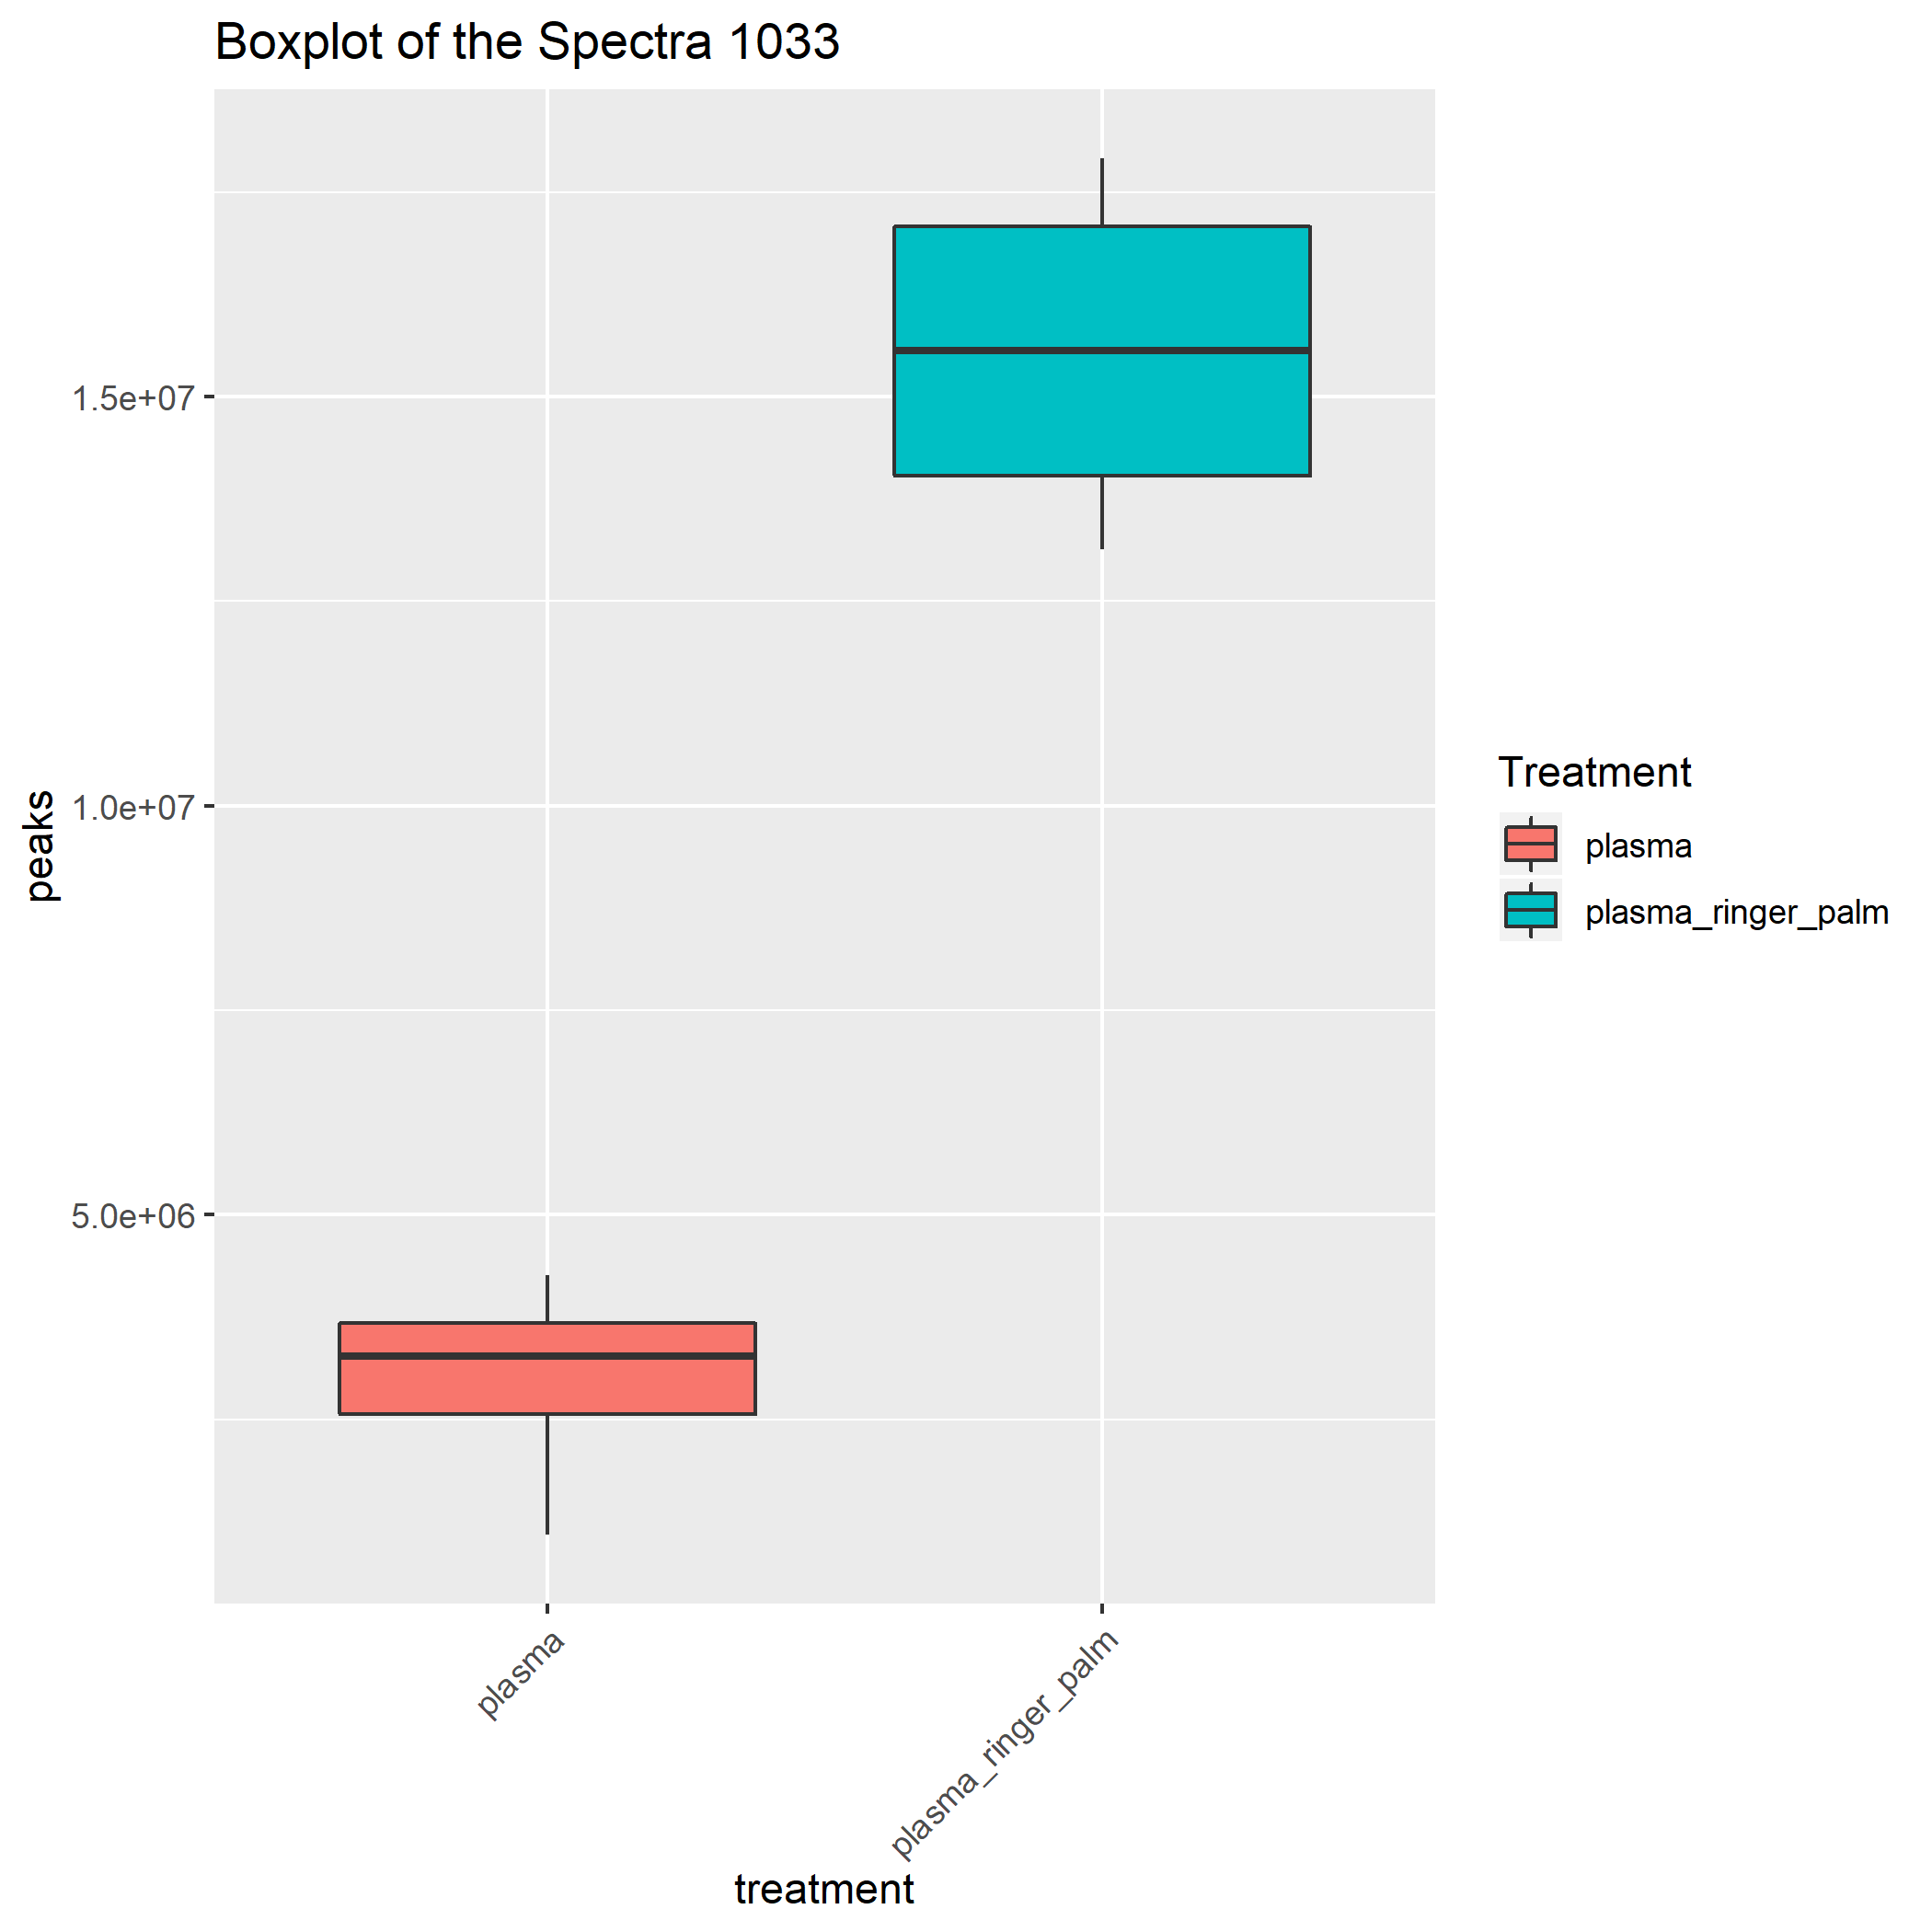 Boxplot of the Spectra 1033
peaks
1.5e+07
1.0e+07
5.0e+06
plasma
plasma_ringer_palm
treatment
Treatment
plasma
plasma_ringer_palm